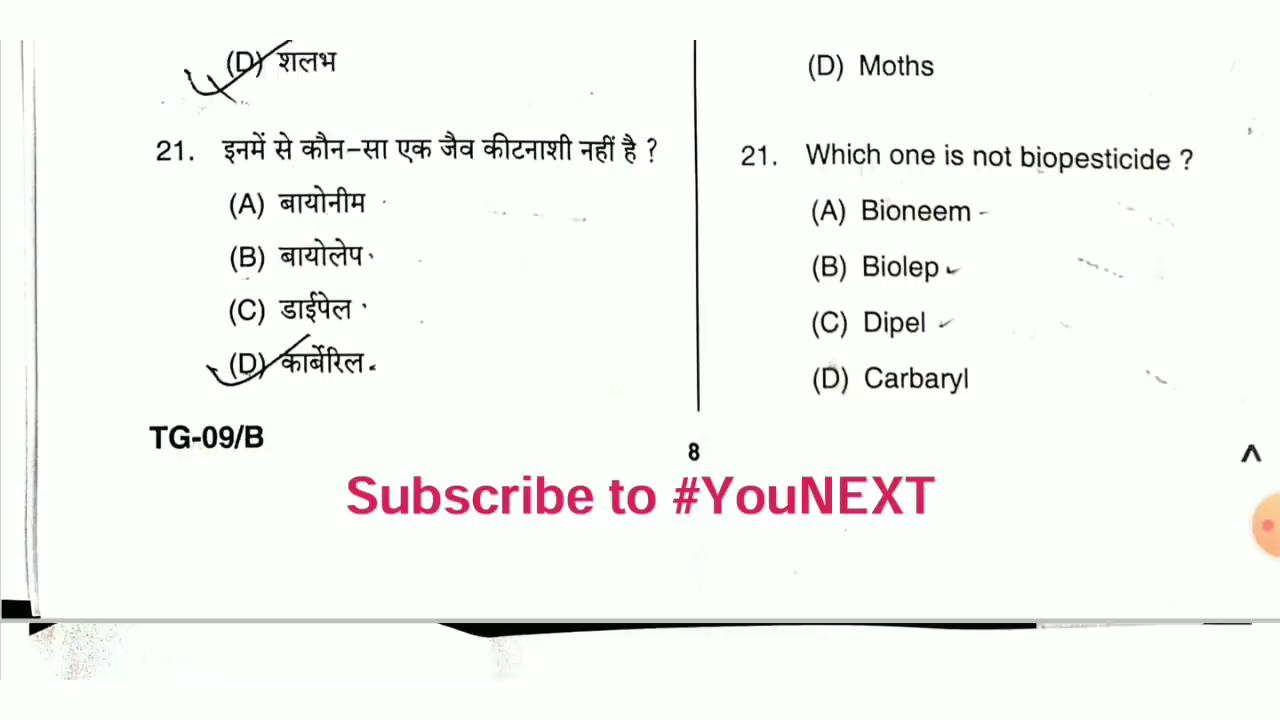 (D) शलभ
21. इनमें से कौन-सा एक जैव कीटनाशी नहीं है ?
(A) बायोनीम
(B) बायोलेप
(C) डाईपेल
(D) कार्बेरिल
(D) Moths
21. Which one is not biopesticide ?
(A) Bioneem
(B) Biolep
(C) Dipel
(D) Carbaryl
TG-09/B
8
Subscribe to #YouNEXT